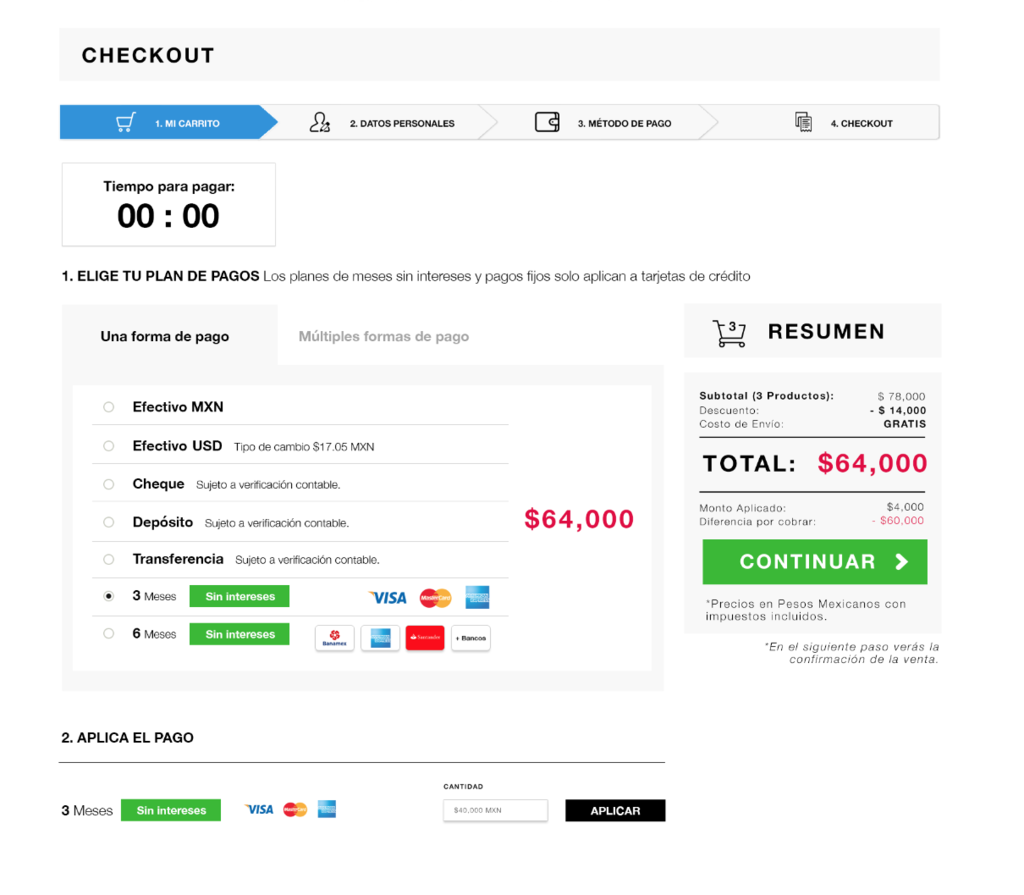 CHECKOUT
1. MI CARRITO
2. DATOS PERSONALES
3. MÉTODO DE PAGO
4. CHECKOUT
Tiempo para pagar:
00 : 00
1. ELIGE TU PLAN DE PAGOS Los planes de meses sin intereses y pagos fijos solo aplican a tarjetas de crédito
Una forma de pago
Múltiples formas de pago
Efectivo MXN
Efectivo USD Tipo de cambio $17.05 MXN
Cheque Sujeto a verificación contable.
Depósito Sujeto a verificación contable.
Transferencia Sujeto a verificación contable.
3 Meses Sin intereses VISA MasterCard
6 Meses Sin intereses Banamex Santander + Bancos
$64,000
3 RESUMEN
Subtotal (3 Productos): $ 78,000
Descuento: - $ 14,000
Costo de Envío: GRATIS
TOTAL: $64,000
Monto Aplicado: $4,000
Diferencia por cobrar: - $60,000
CONTINUAR
*Precios en Pesos Mexicanos con
impuestos incluidos.
*En el siguiente paso verás la
confirmación de la venta.
2. APLICA EL PAGO
CANTIDAD
3 Meses Sin intereses VISA MasterCard $40,000 MXN APLICAR